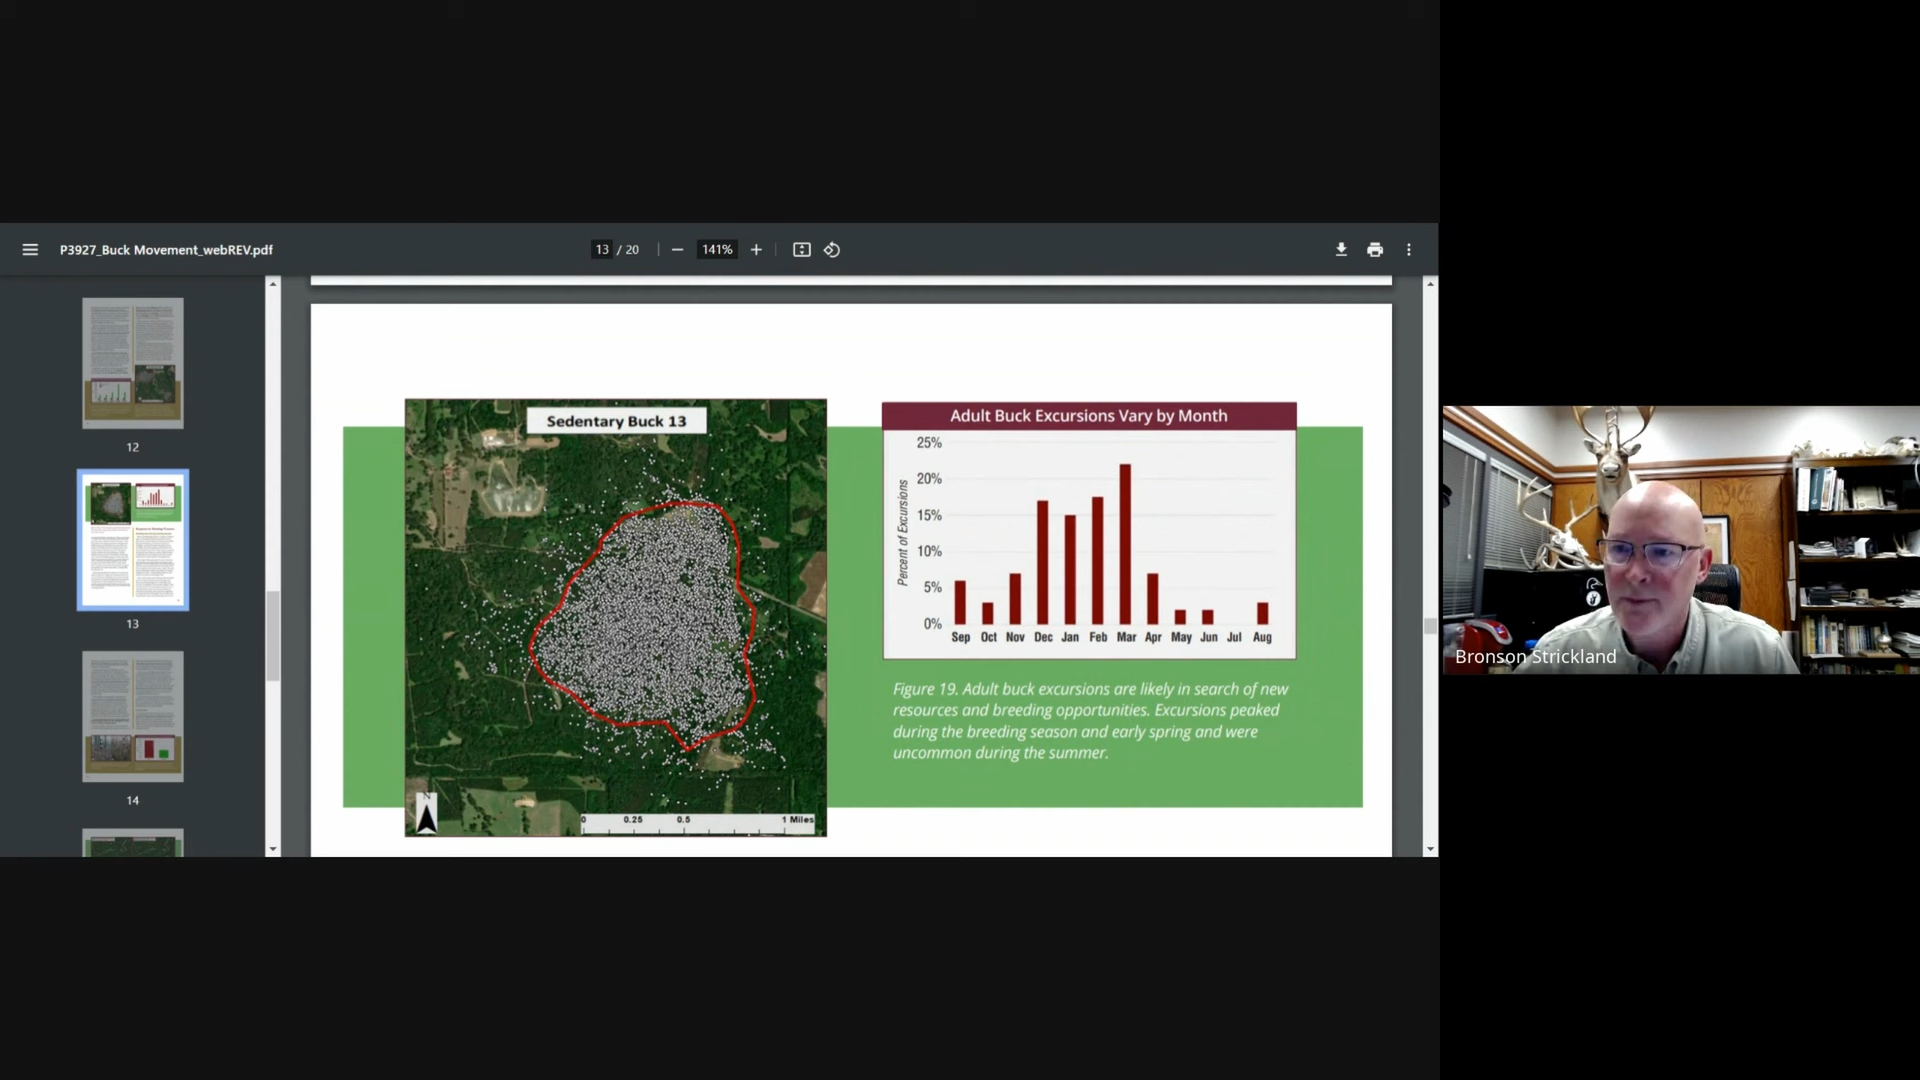 P3927_Buck Movement_webREV.pdf
13 / 20
141%
12
13
14
Sedentary Buck 13
N
0 0.25 0.5 1 Miles
Adult Buck Excursions Vary by Month
Percent of Excursions
25%
20%
15%
10%
5%
0%
Sep Oct Nov Dec Jan Feb Mar Apr May Jun Jul Aug
Figure 19. Adult buck excursions are likely in search of new
resources and breeding opportunities. Excursions peaked
during the breeding season and early spring and were
uncommon during the summer.
Bronson Strickland